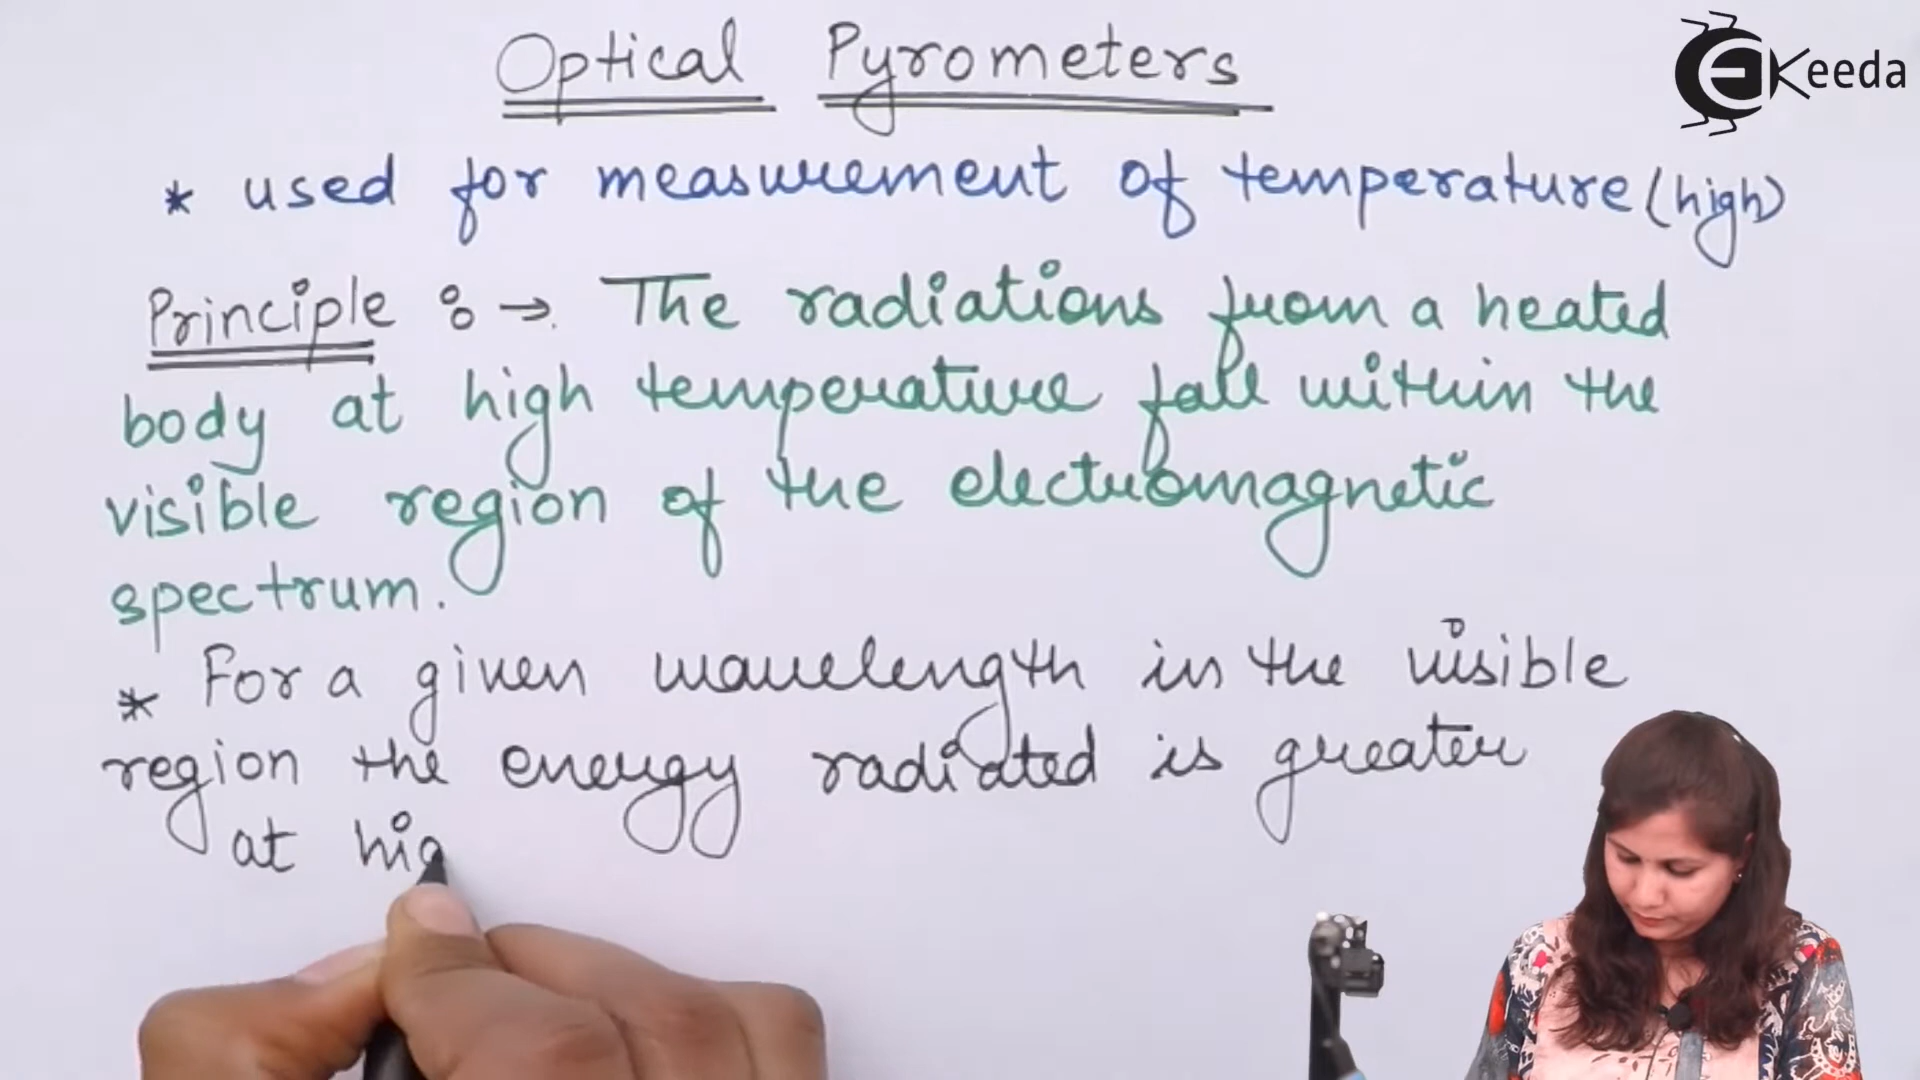 Optical Pyrometers
EKeeda
* used for measurement of temperature (high)
Principle :→ The radiations from a heated
body at high temperature fall within the
visible region of the electromagnetic
spectrum.
* For a given wavelength in the visible
region the energy radiated is greater
at hig